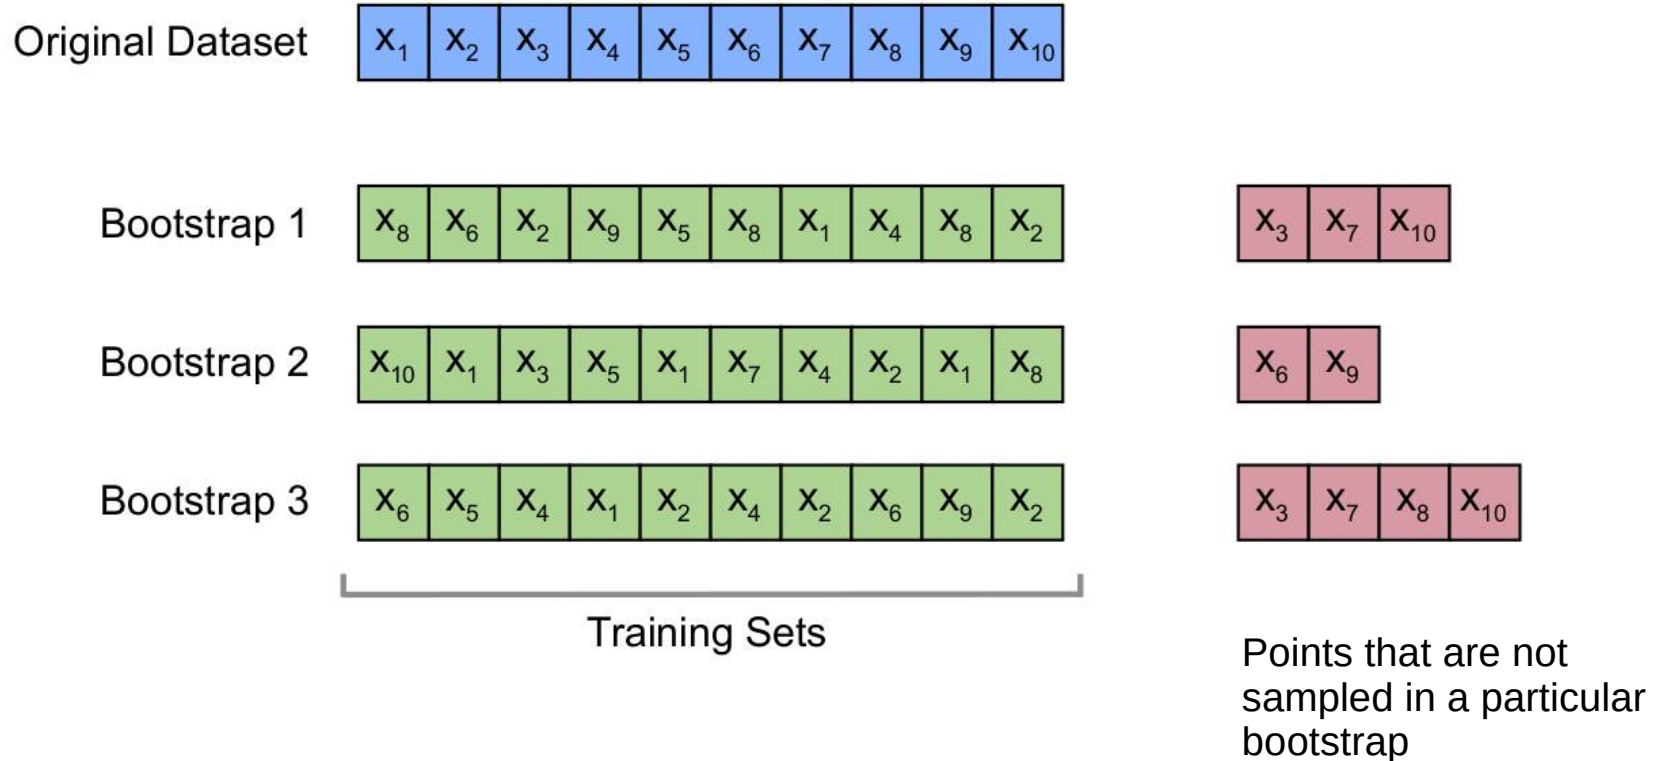 Original Dataset x₁ x₂ x₃ x₄ x₅ x₆ x₇ x₈ x₉ x₁₀
Bootstrap 1 x₈ x₆ x₂ x₉ x₅ x₈ x₁ x₄ x₈ x₂ x₃ x₇ x₁₀
Bootstrap 2 x₁₀ x₁ x₃ x₅ x₁ x₇ x₄ x₂ x₁ x₈ x₆ x₉
Bootstrap 3 x₆ x₅ x₄ x₁ x₂ x₄ x₂ x₆ x₉ x₂ x₃ x₇ x₈ x₁₀
Training Sets
Points that are not
sampled in a particular
bootstrap